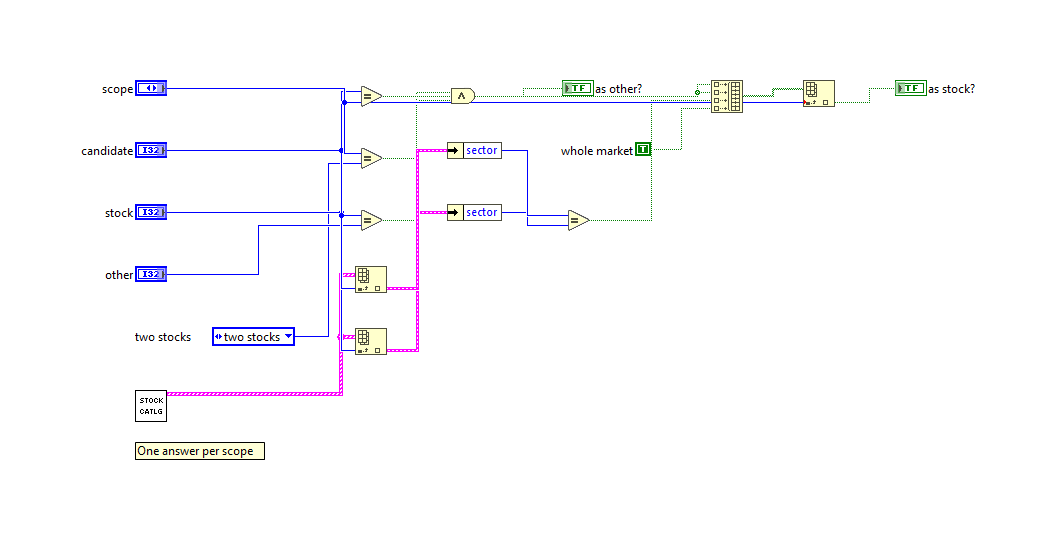 scope
as other?
as stock?
candidate
I32
sector
whole market
T
stock
I32
sector
other
I32
two stocks
two stocks
STOCK
CATLG
One answer per scope
TF
TF